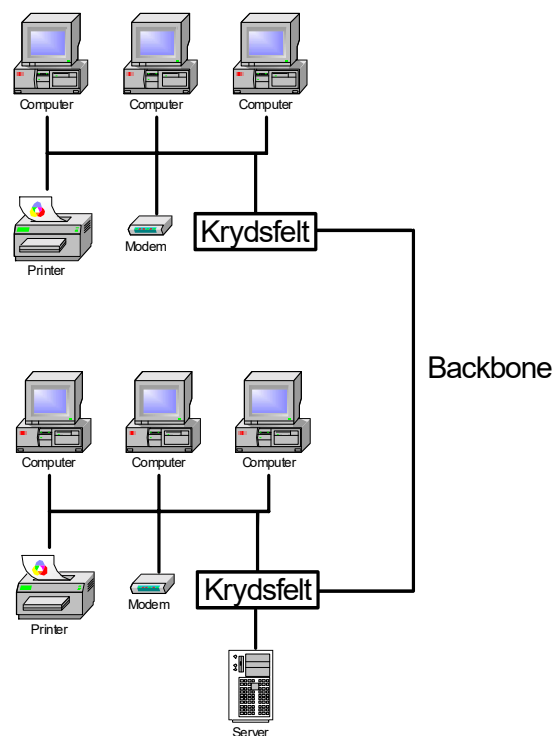 Computer Computer Computer
Printer
Modem
Krydsfelt
Backbone
Computer Computer Computer
Printer
Modem
Krydsfelt
Server